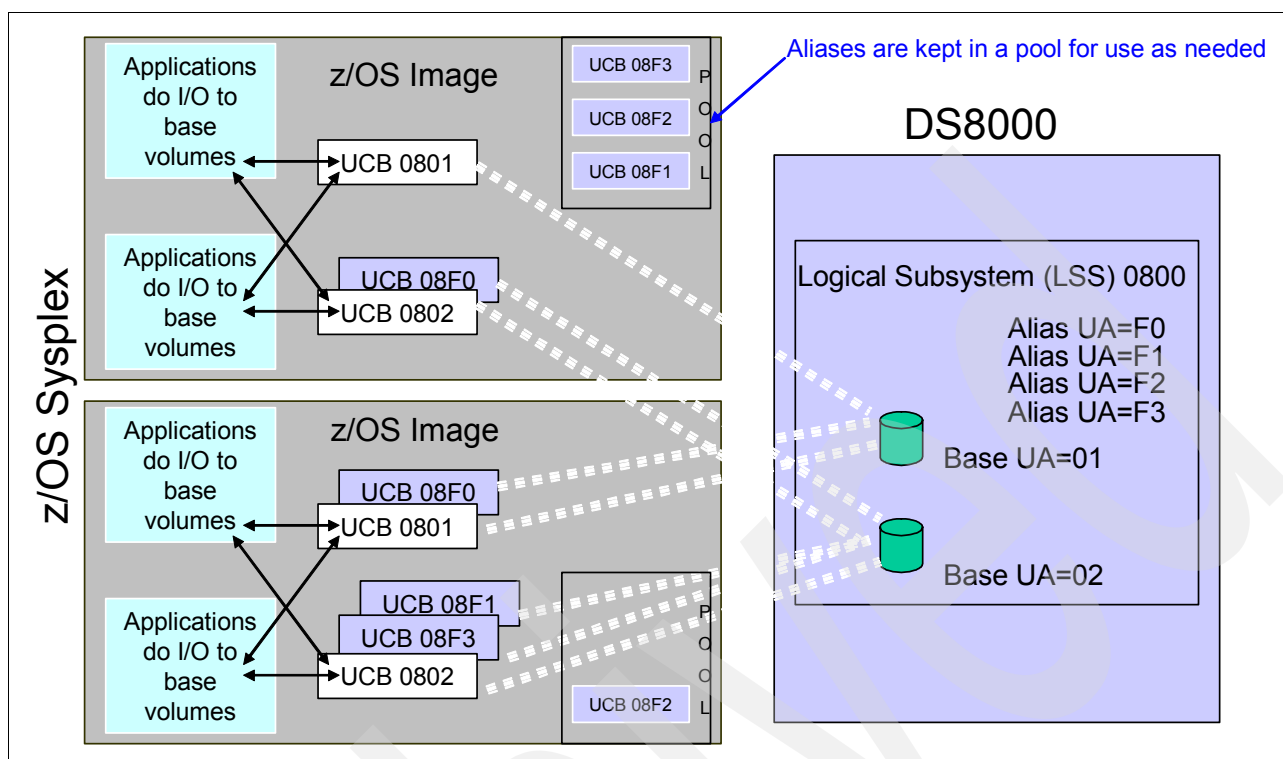 z/OS Sysplex
Applications
do I/O to
base
volumes
z/OS Image
UCB 0801
UCB 08F3
UCB 08F2
UCB 08F1
P
O
O
L
Aliases are kept in a pool for use as needed
Applications
do I/O to
base
volumes
UCB 08F0
UCB 0802
Applications
do I/O to
base
volumes
z/OS Image
UCB 08F0
UCB 0801
Applications
do I/O to
base
volumes
UCB 08F1
UCB 08F3
UCB 0802
P
O
O
L
UCB 08F2
DS8000
Logical Subsystem (LSS) 0800
Alias UA=F0
Alias UA=F1
Alias UA=F2
Alias UA=F3
Base UA=01
Base UA=02